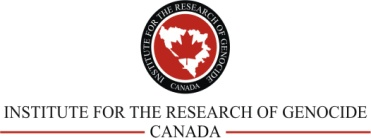 INSTITUTE FOR THE RESEARCH OF GENOCIDE
CANADA
INSTITUTE FOR THE RESEARCH OF GENOCIDE
CANADA